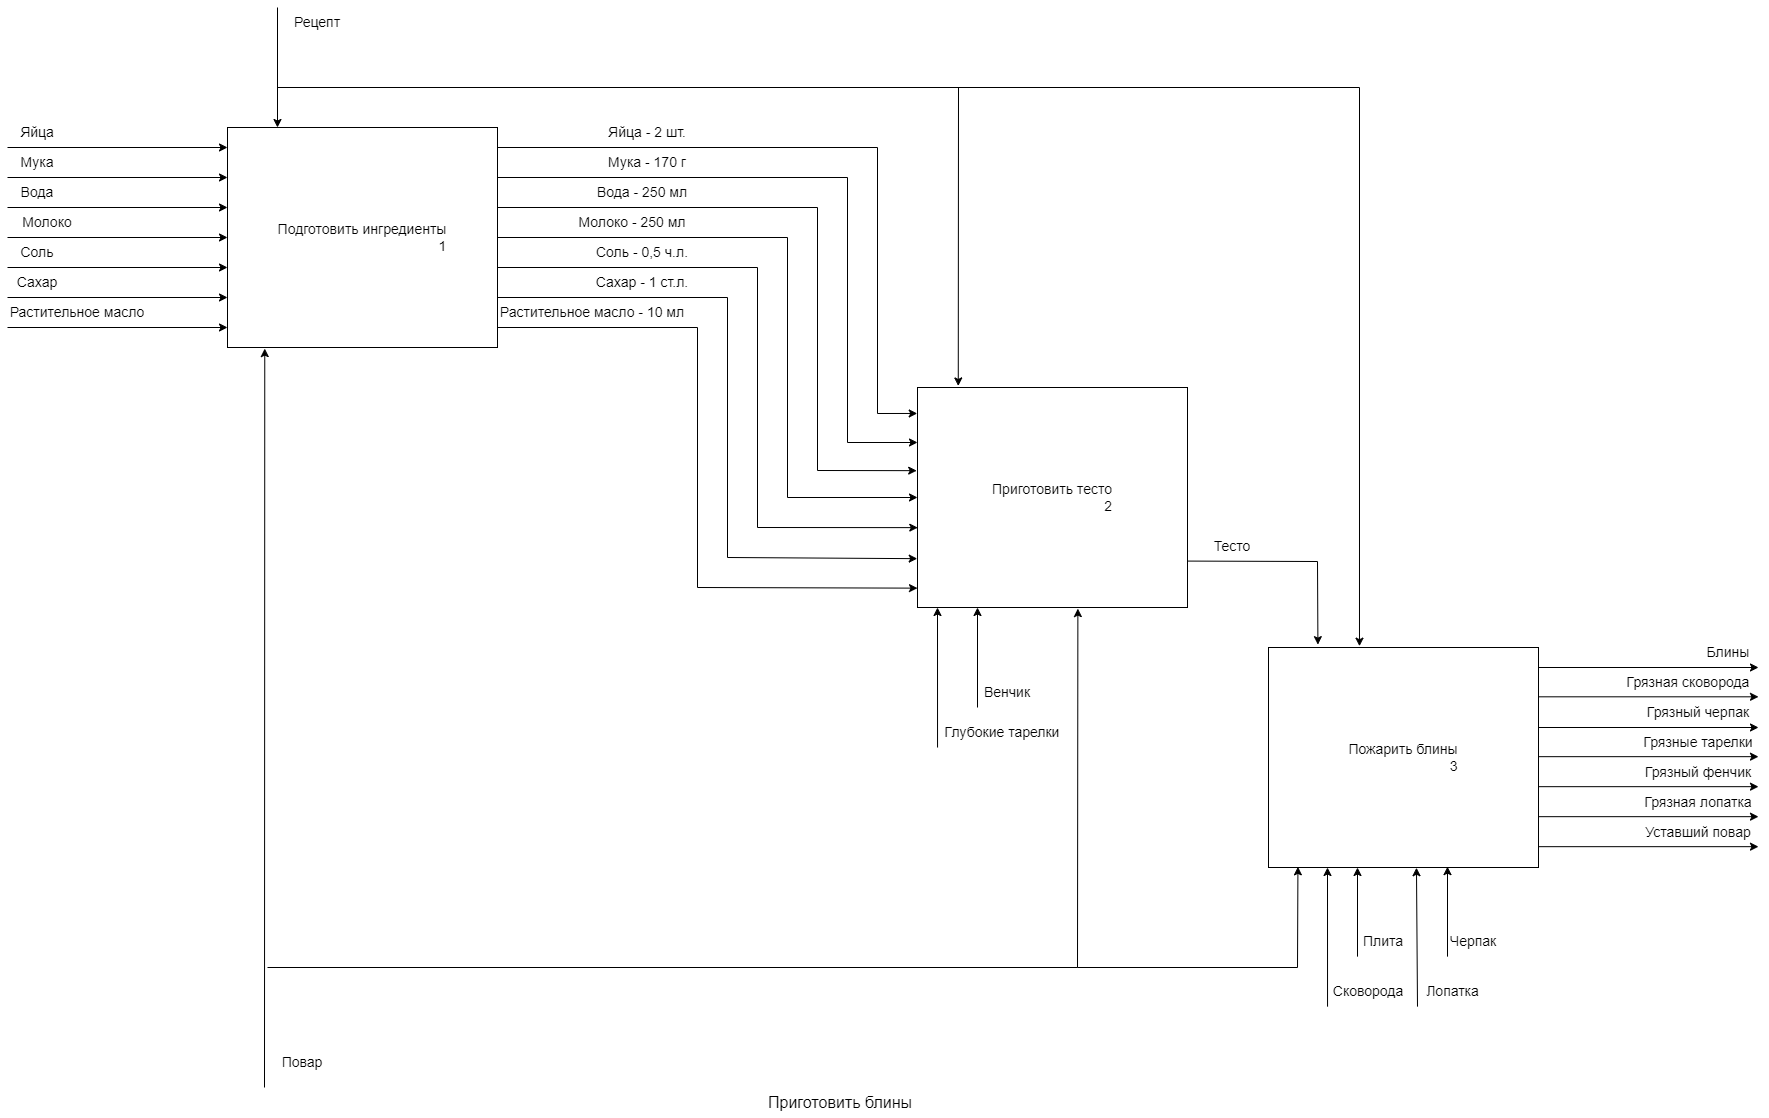 Рецепт
Яйца
Мука
Вода
Молоко
Соль
Сахар
Растительное масло
Подготовить ингредиенты
1
Яйца - 2 шт.
Мука - 170 г
Вода - 250 мл
Молоко - 250 мл
Соль - 0,5 ч.л.
Сахар - 1 ст.л.
Растительное масло - 10 мл
Приготовить тесто
2
Тесто
Венчик
Глубокие тарелки
Пожарить блины
3
Блины
Грязная сковорода
Грязный черпак
Грязные тарелки
Грязный фенчик
Грязная лопатка
Уставший повар
Плита
Черпак
Сковорода
Лопатка
Повар
Приготовить блины